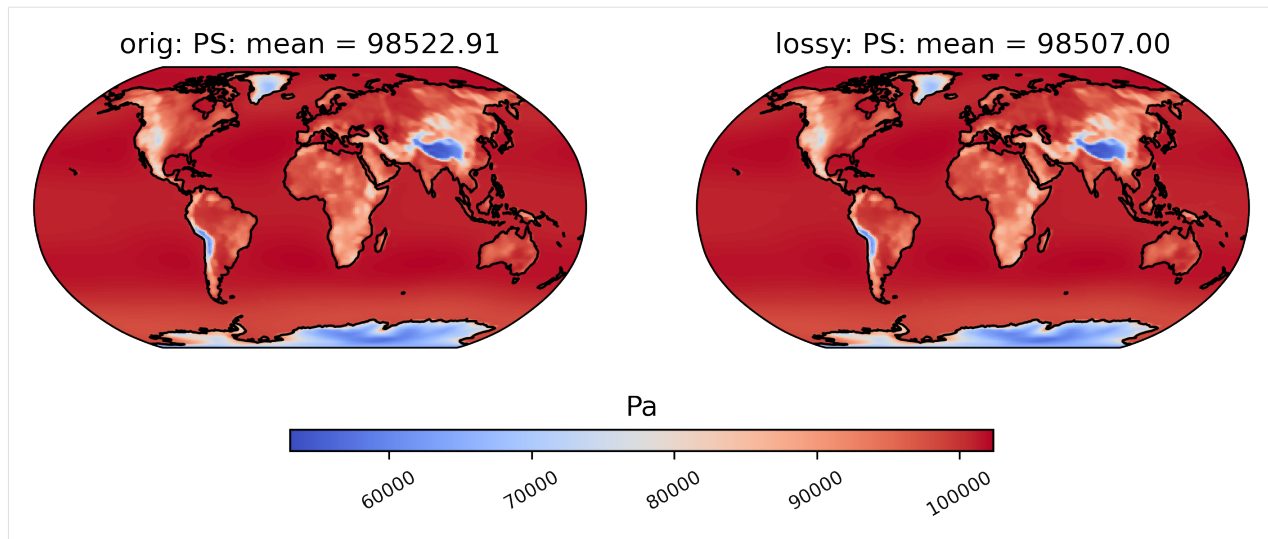 orig: PS: mean = 98522.91
lossy: PS: mean = 98507.00
Pa
60000
70000
80000
90000
100000